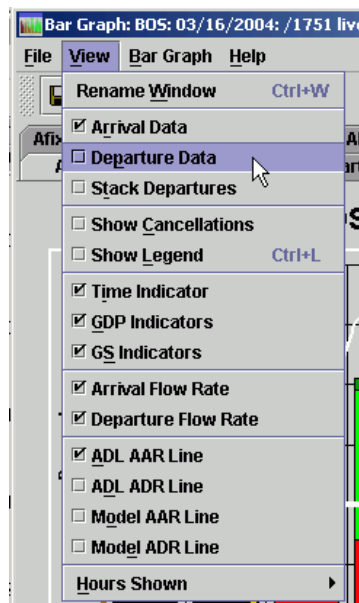 Bar Graph: BOS: 03/16/2004: /1751 liv
File View Bar Graph Help
Rename Window Ctrl+W
Arrival Data
Departure Data
Stack Departures
Show Cancellations
Show Legend Ctrl+L
Time Indicator
GDP Indicators
GS Indicators
Arrival Flow Rate
Departure Flow Rate
ADL AAR Line
ADL ADR Line
Model AAR Line
Model ADR Line
Hours Shown
Afix